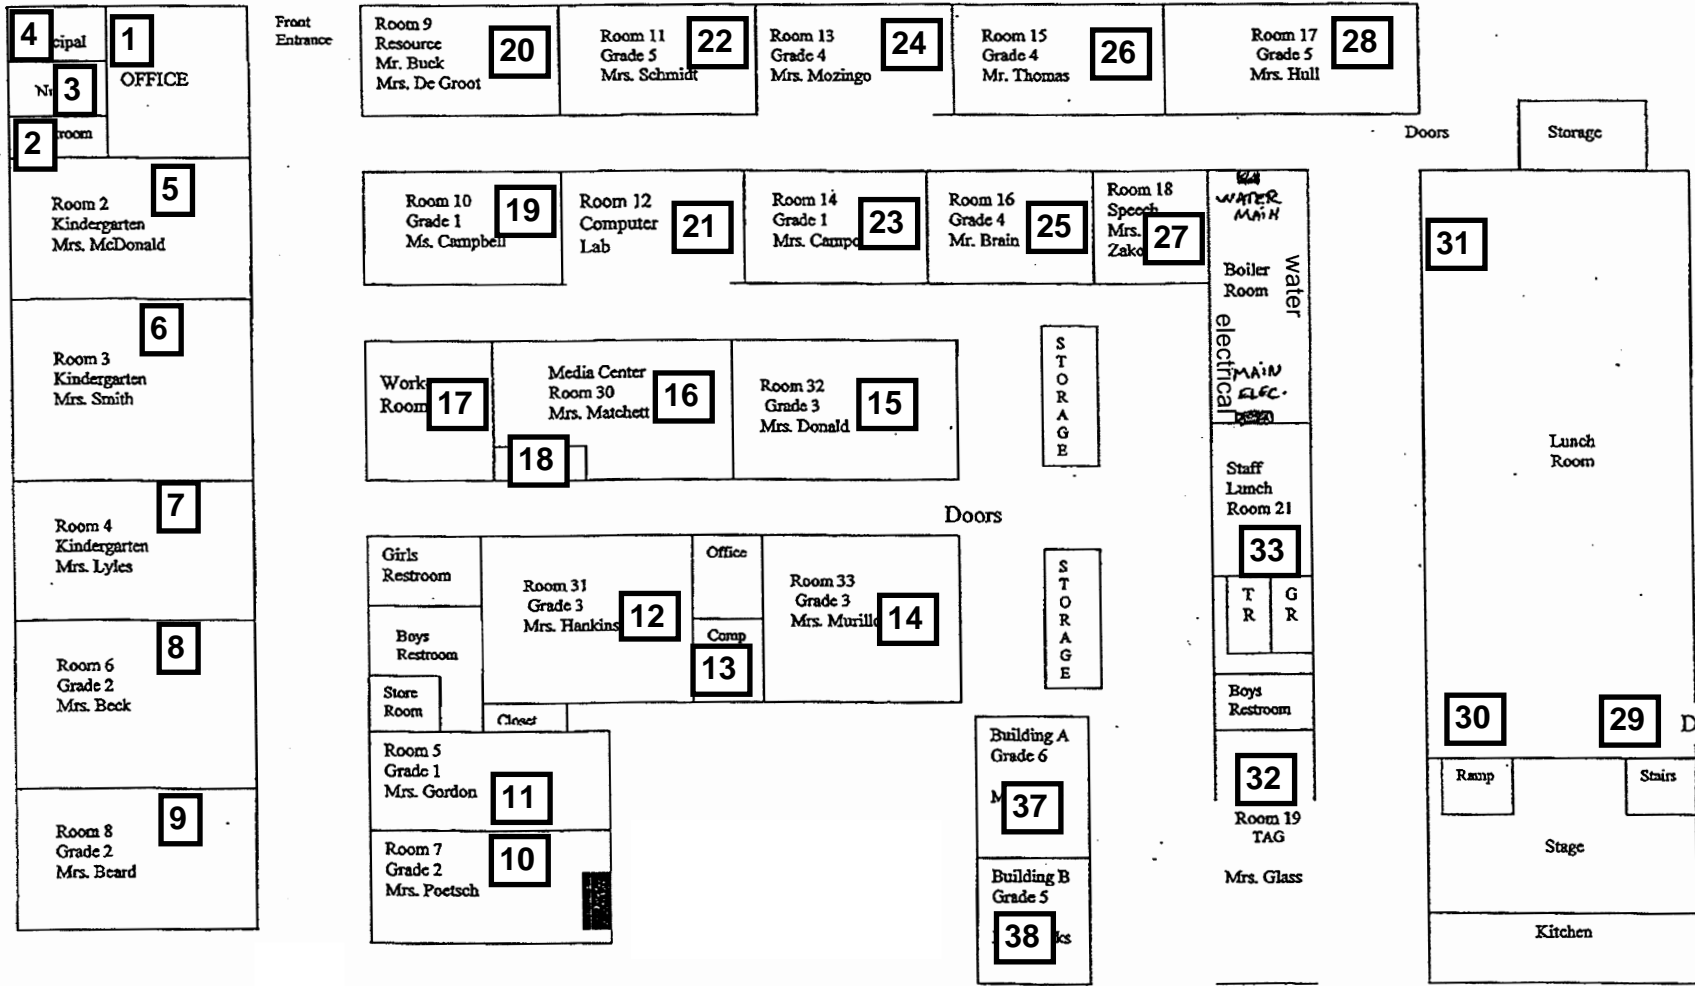 4
cipal
1
OFFICE
3
2
room
Front
Entrance
Room 9
Resource
Mr. Buck
Mrs. De Groot
20
Room 11
Grade 5
Mrs. Schmidt
22
Room 13
Grade 4
Mrs. Mozingo
24
Room 15
Grade 4
Mr. Thomas
26
Room 17
Grade 5
Mrs. Hull
28
Doors
Storage
Room 2
Kindergarten
Mrs. McDonald
5
Room 10
Grade 1
Ms. Campbell
19
Room 12
Computer
Lab
21
Room 14
Grade 1
Mrs. Campo
23
Room 16
Grade 4
Mr. Brain
25
Room 18
Speech
Mrs.
Zako
27
WATER
MAIN
Boiler
Room
water
electrical
MAIN
ELEC.
31
Room 3
Kindergarten
Mrs. Smith
6
Work
Room
17
Media Center
Room 30
Mrs. Matchett
16
18
Room 32
Grade 3
Mrs. Donald
15
STORAGE
Staff
Lunch
Room 21
33
Lunch
Room
Doors
Room 4
Kindergarten
Mrs. Lyles
7
Girls
Restroom
Boys
Restroom
Store
Room
Closet
Room 31
Grade 3
Mrs. Hankins
12
Office
Comp
13
Room 33
Grade 3
Mrs. Murillo
14
STORAGE
T
R
G
R
Boys
Restroom
Room 6
Grade 2
Mrs. Beck
8
Room 5
Grade 1
Mrs. Gordon
11
Building A
Grade 6
M
37
32
Room 19
TAG
Mrs. Glass
30
29
D
Ramp
Stairs
Stage
Kitchen
Room 8
Grade 2
Mrs. Beard
9
Room 7
Grade 2
Mrs. Poetsch
10
Building B
Grade 5
38
ks